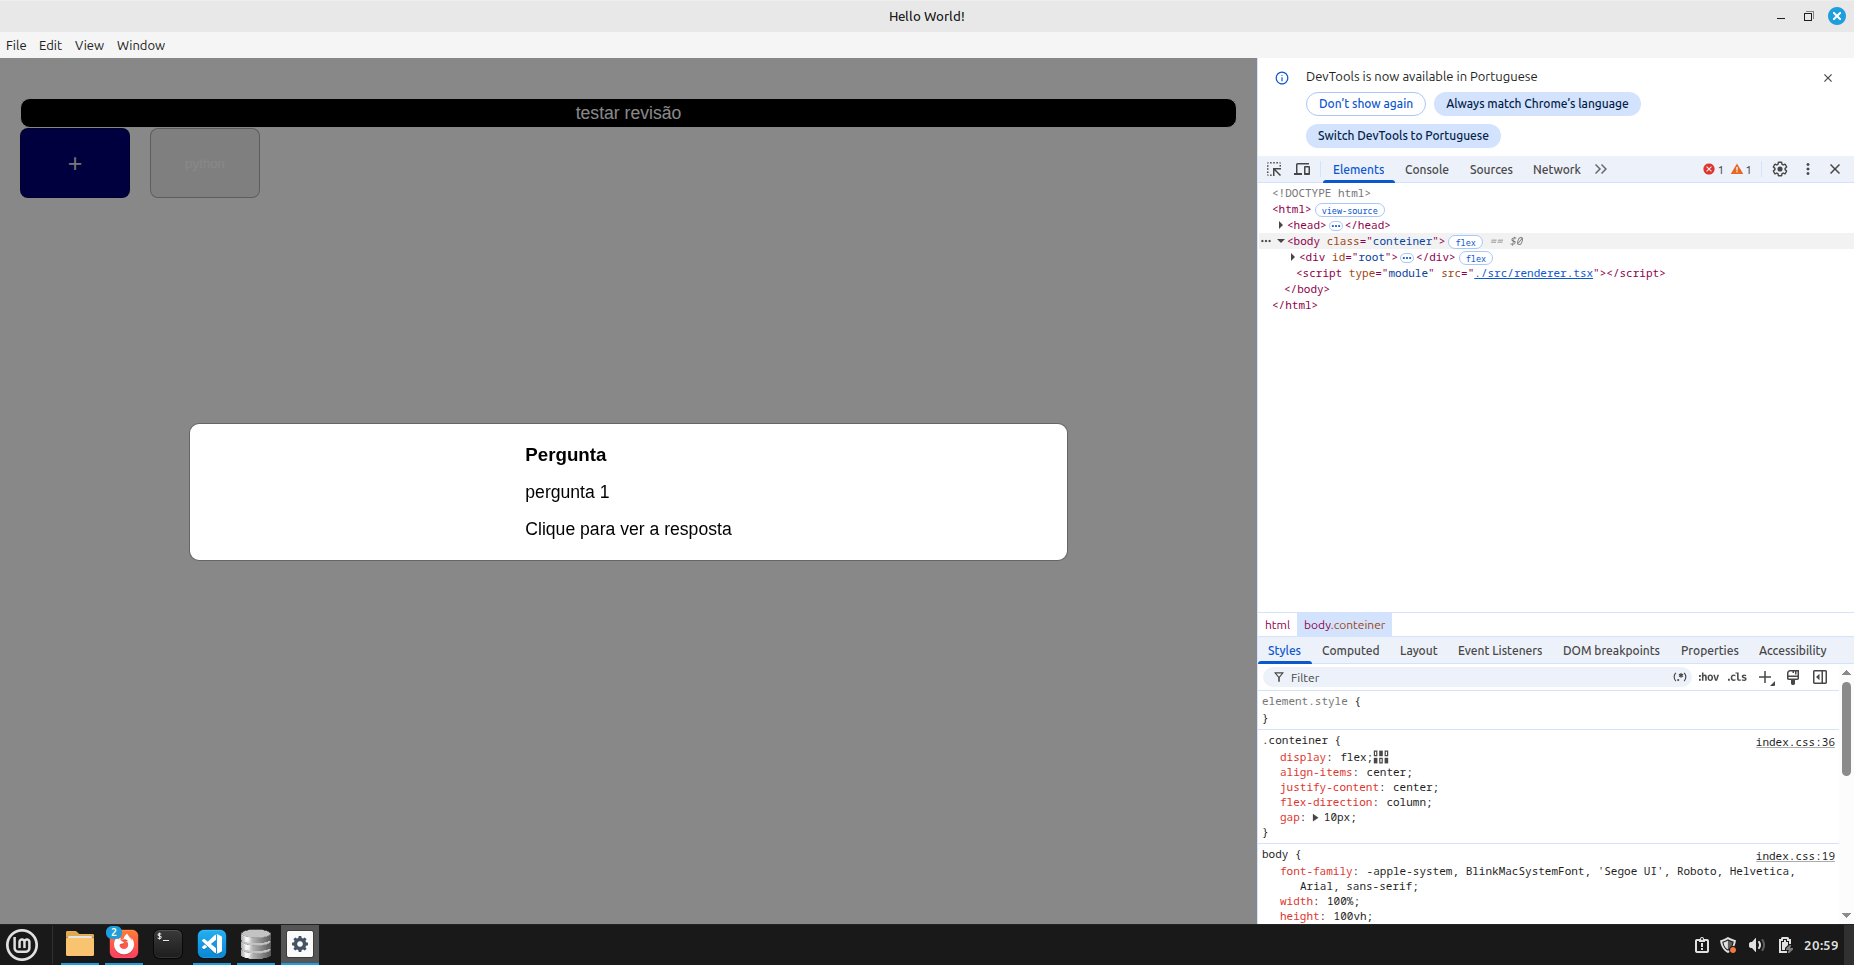 Hello World!
File Edit View Window
testar revisão
+ python
Pergunta
pergunta 1
Clique para ver a resposta
DevTools is now available in Portuguese
Don't show again Always match Chrome's language
Switch DevTools to Portuguese
Elements Console Sources Network 1 1
<!DOCTYPE html>
<html> view-source
<head> ••• </head>
••• <body class="conteiner"> flex == $0
<div id="root"> ••• </div> flex
<script type="module" src="./src/renderer.tsx"></script>
</body>
</html>
html body.conteiner
Styles Computed Layout Event Listeners DOM breakpoints Properties Accessibility
Filter (.*) :hov .cls
element.style {
}
.conteiner { index.css:36
display: flex;
align-items: center;
justify-content: center;
flex-direction: column;
gap: 10px;
}
body { index.css:19
font-family: -apple-system, BlinkMacSystemFont, 'Segoe UI', Roboto, Helvetica,
Arial, sans-serif;
width: 100%;
height: 100vh;
2 $_ 20:59